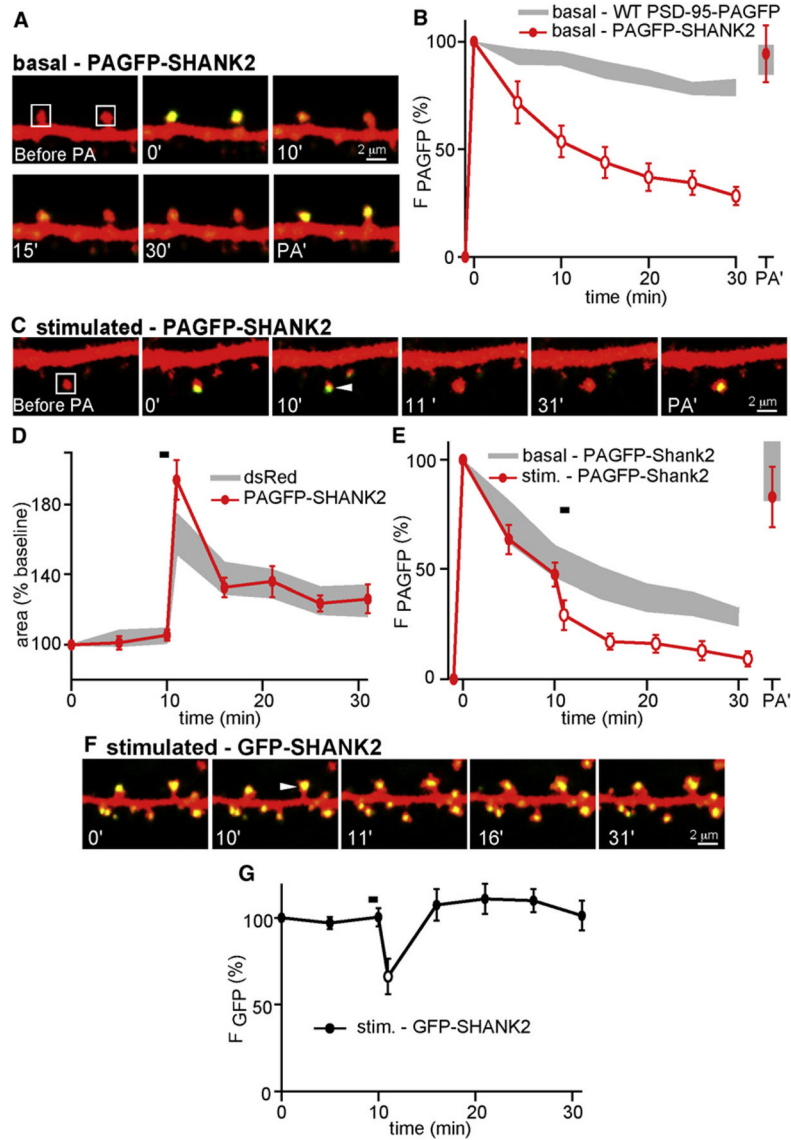 A
basal - PAGFP-SHANK2
Before PA
0'
10'
2 µm
15'
30'
PA'
B
basal - WT PSD-95-PAGFP
basal - PAGFP-SHANK2
F PAGFP (%)
100
50
0
0 10 20 30
PA'
time (min)
C stimulated - PAGFP-SHANK2
Before PA
0'
10'
11'
31'
PA'
2 µm
D
dsRed
PAGFP-SHANK2
area (% baseline)
180
140
100
0 10 20 30
time (min)
E
basal - PAGFP-Shank2
stim. - PAGFP-Shank2
F PAGFP (%)
100
50
0
0 10 20 30
PA'
time (min)
F stimulated - GFP-SHANK2
0'
10'
11'
16'
31'
2 µm
G
F GFP (%)
100
50
0
stim. - GFP-SHANK2
0 10 20 30
time (min)